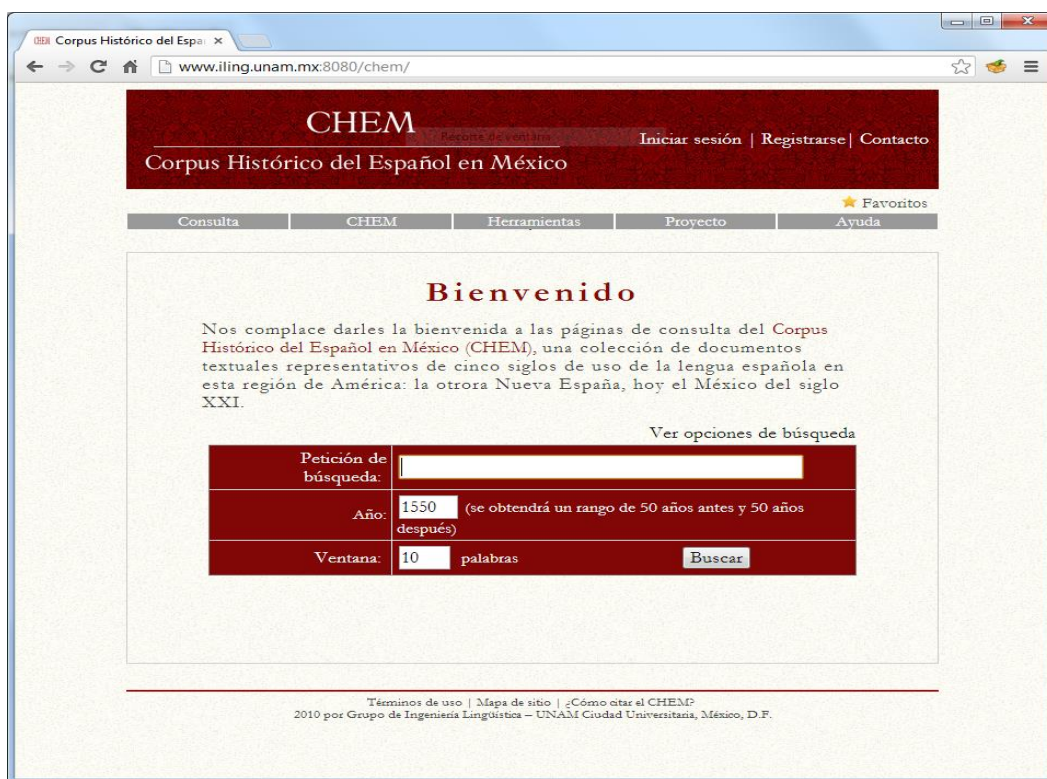 Corpus Histórico del Espa
www.iling.unam.mx:8080/chem/
CHEM
Recorte de ventana
Iniciar sesión | Registrarse | Contacto
Corpus Histórico del Español en México
Favoritos
Consulta CHEM Herramientas Proyecto Ayuda
Bienvenido
Nos complace darles la bienvenida a las páginas de consulta del Corpus
Histórico del Español en México (CHEM), una colección de documentos
textuales representativos de cinco siglos de uso de la lengua española en
esta región de América: la otrora Nueva España, hoy el México del siglo
XXI.
Ver opciones de búsqueda
Petición de
búsqueda:
Año: 1550 (se obtendrá un rango de 50 años antes y 50 años
después)
Ventana: 10 palabras Buscar
Términos de uso | Mapa de sitio | ¿Cómo citar el CHEM?
2010 por Grupo de Ingeniería Lingüística – UNAM Ciudad Universitaria, México, D.F.